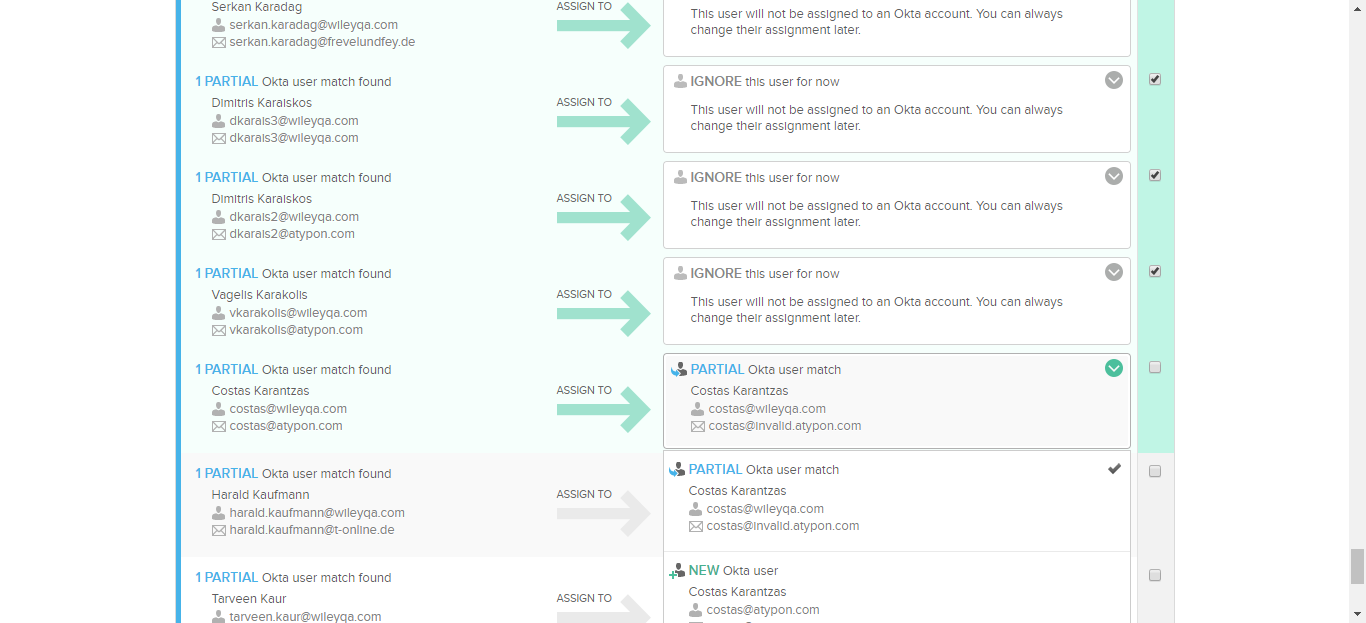 Serkan Karadag
serkan.karadag@wileyqa.com
serkan.karadag@frevelundfey.de
ASSIGN TO
This user will not be assigned to an Okta account. You can always
change their assignment later.
1 PARTIAL Okta user match found
Dimitris Karaiskos
dkarais3@wileyqa.com
dkarais3@wileyqa.com
ASSIGN TO
IGNORE this user for now
This user will not be assigned to an Okta account. You can always
change their assignment later.
1 PARTIAL Okta user match found
Dimitris Karaiskos
dkarais2@wileyqa.com
dkarais2@atypon.com
ASSIGN TO
IGNORE this user for now
This user will not be assigned to an Okta account. You can always
change their assignment later.
1 PARTIAL Okta user match found
Vagelis Karakolis
vkarakolis@wileyqa.com
vkarakolis@atypon.com
ASSIGN TO
IGNORE this user for now
This user will not be assigned to an Okta account. You can always
change their assignment later.
1 PARTIAL Okta user match found
Costas Karantzas
costas@wileyqa.com
costas@atypon.com
ASSIGN TO
PARTIAL Okta user match
Costas Karantzas
costas@wileyqa.com
costas@invalid.atypon.com
1 PARTIAL Okta user match found
Harald Kaufmann
harald.kaufmann@wileyqa.com
harald.kaufmann@t-online.de
ASSIGN TO
PARTIAL Okta user match
Costas Karantzas
costas@wileyqa.com
costas@invalid.atypon.com
1 PARTIAL Okta user match found
Tarveen Kaur
tarveen.kaur@wileyqa.com
ASSIGN TO
NEW Okta user
Costas Karantzas
costas@atypon.com